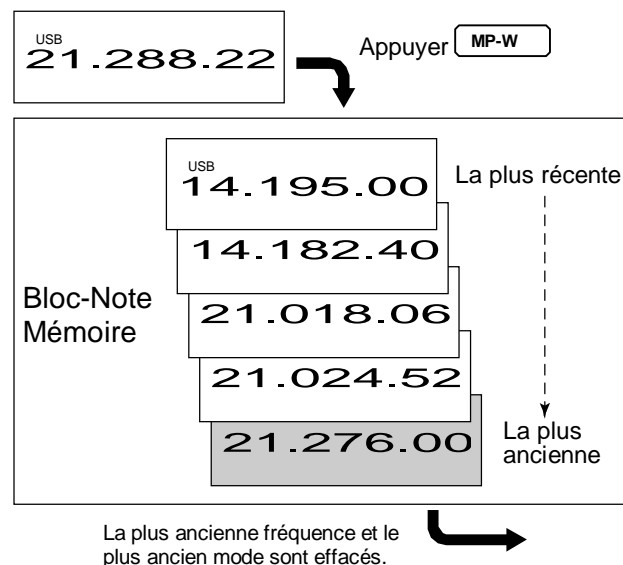 USB
21.288.22
Appuyer MP-W
USB
14.195.00
La plus récente
14.182.40
Bloc-Note
Mémoire
21.018.06
21.024.52
21.276.00
La plus
ancienne
La plus ancienne fréquence et le
plus ancien mode sont effacés.